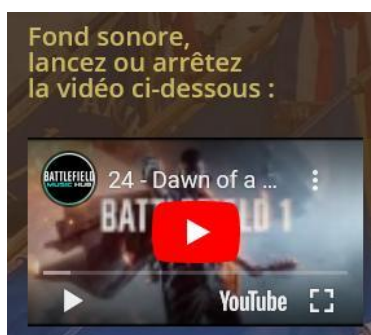 Fond sonore,
lancez ou arrêtez
la vidéo ci-dessous :
BATTLEFIELD
MUSIC HUB
24 - Dawn of a ...
BATTLEFIELD 1
YouTube